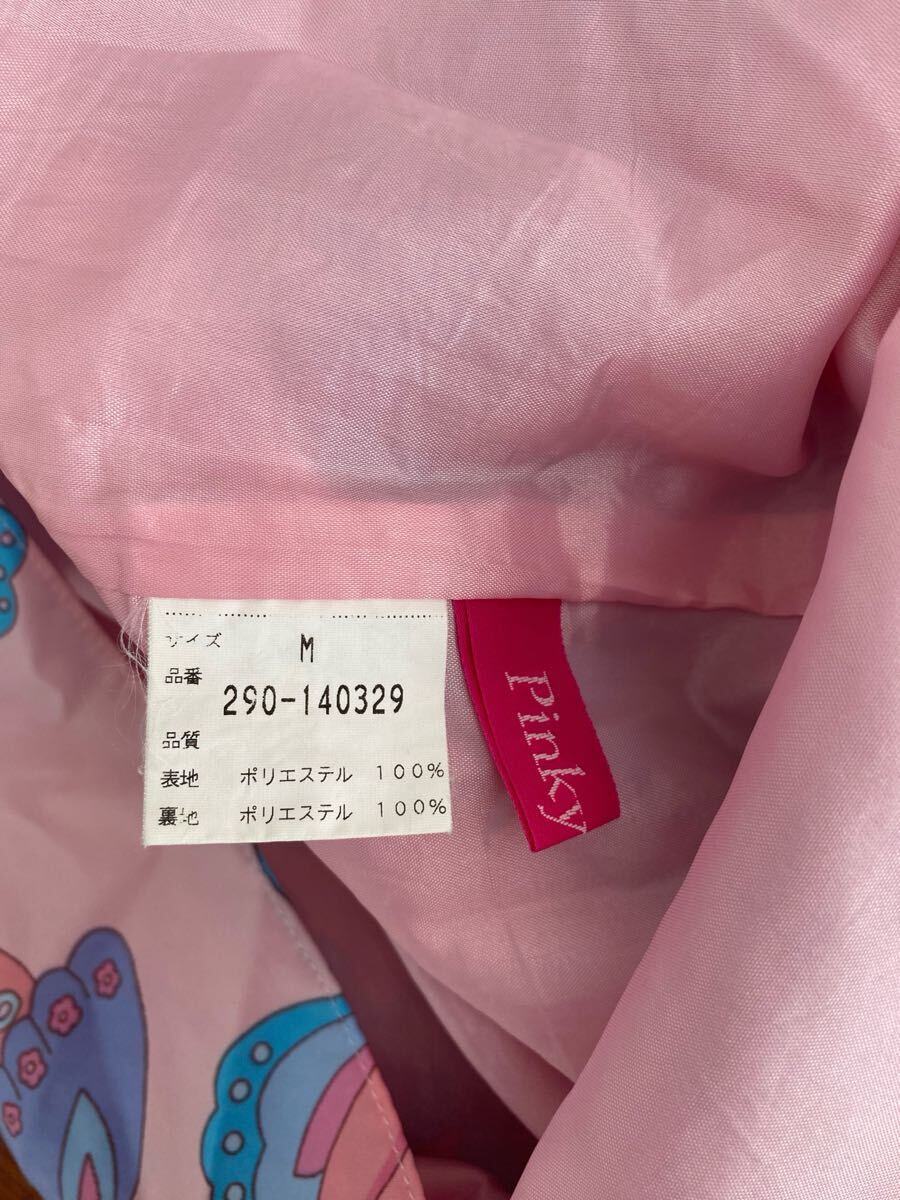 サイズ M
品番
290-140329
品質
表地 ポリエステル 100%
裏地 ポリエステル 100%
Pinky